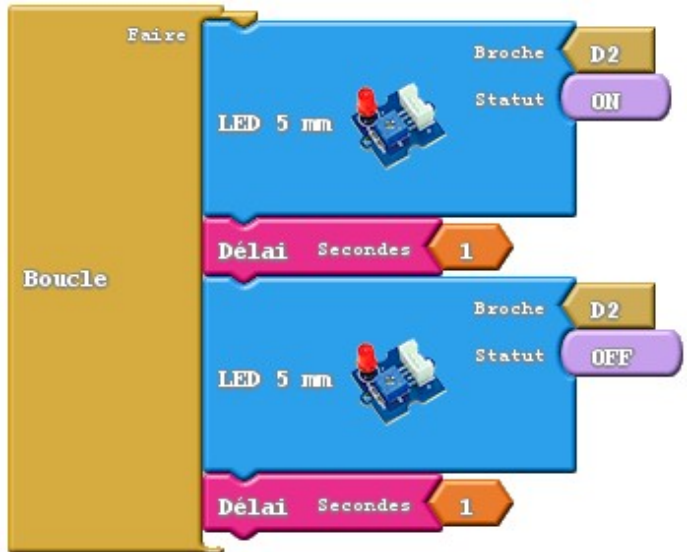 Faire
Broche D2
Statut ON
LED 5 mm
Délai Secondes 1
Boucle
Broche D2
Statut OFF
LED 5 mm
Délai Secondes 1